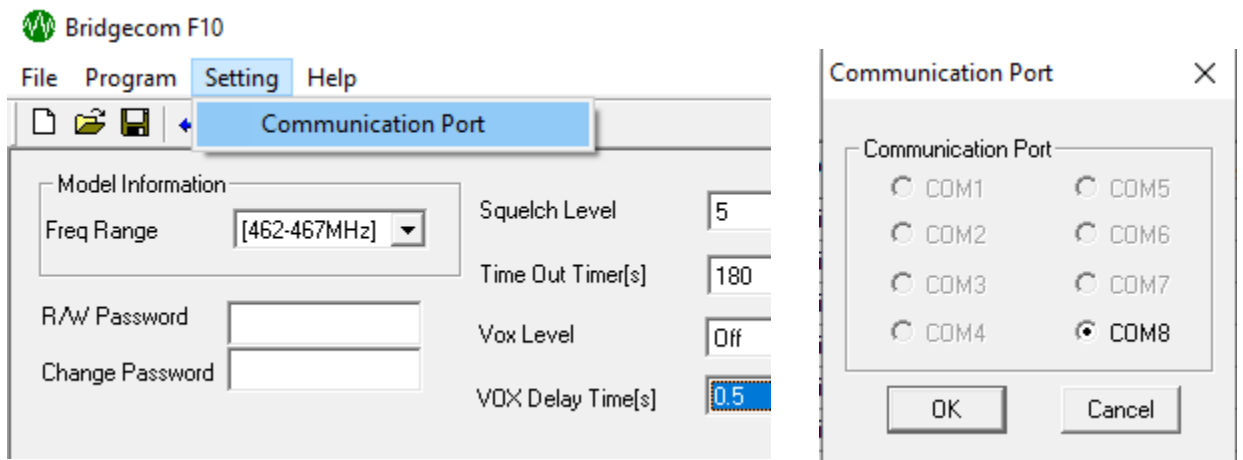 Bridgecom F10
File Program Setting Help
Communication Port
Model Information
Freq Range [462-467MHz]
R/W Password
Change Password
Squelch Level 5
Time Out Timer[s] 180
Vox Level Off
VOX Delay Time[s] 0.5
Communication Port
Communication Port
COM1 COM5
COM2 COM6
COM3 COM7
COM4 COM8
OK Cancel